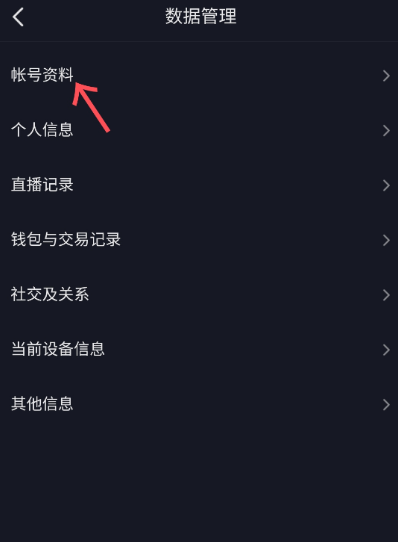 数据管理
帐号资料
个人信息
直播记录
钱包与交易记录
社交及关系
当前设备信息
其他信息